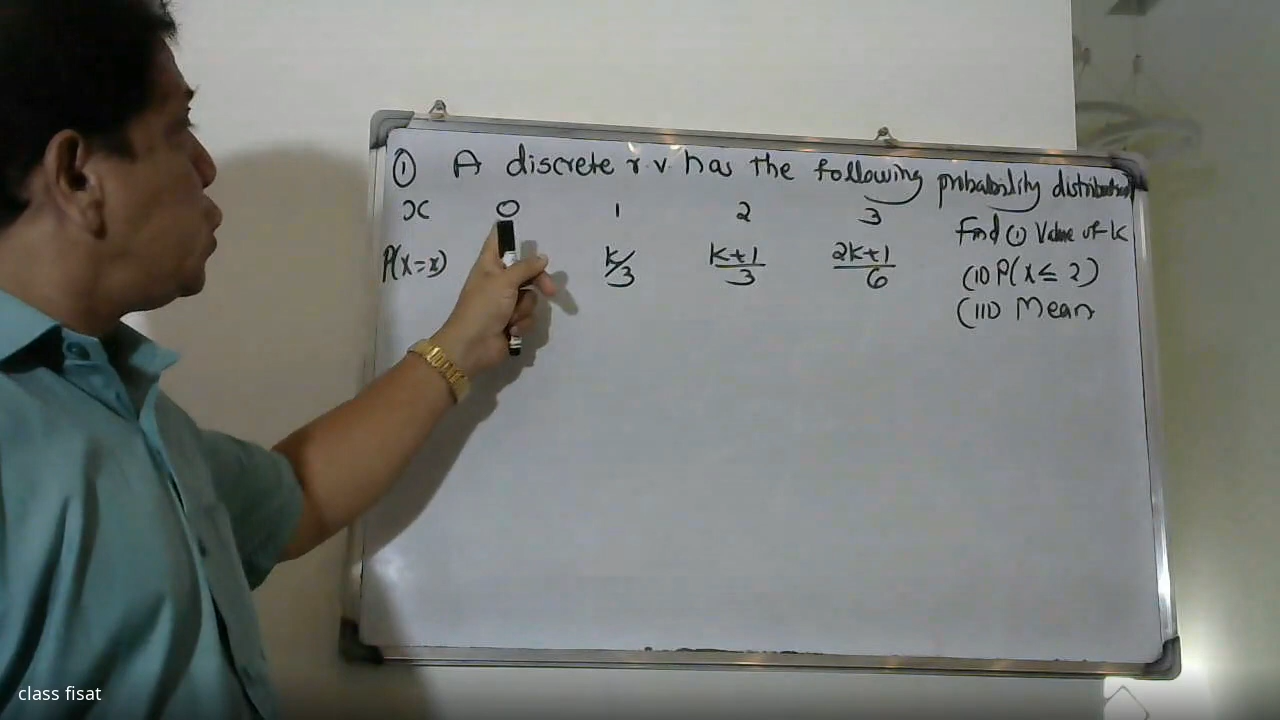 ① A discrete r v has the following probability distribution
x 0 1 2 3 Find ① Value of k
P(X=x) k/3 k+1/3 2k+1/6 (ii) P(x≤2)
(iii) Mean
class fisat